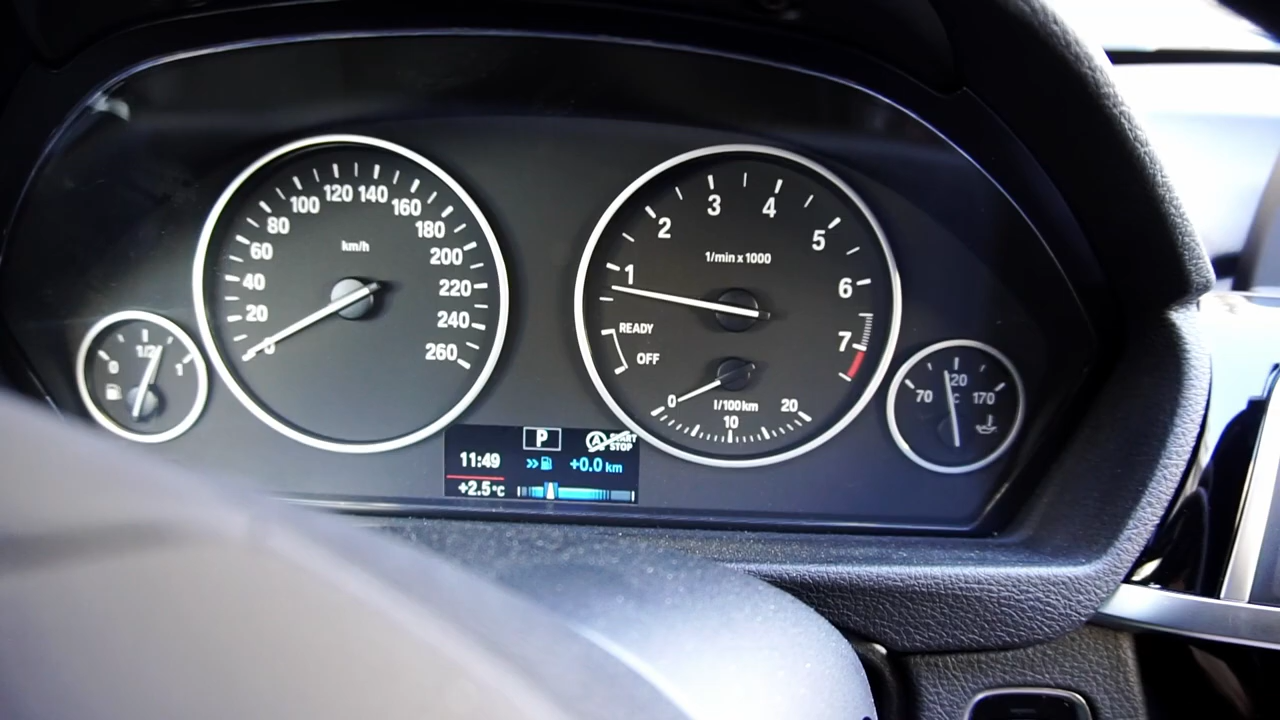 0 1/2 1
km/h
0 20 40 60 80 100 120 140 160 180 200 220 240 260
1/min x 1000
1 2 3 4 5 6 7
READY
OFF
0 10 20
l/100km
P
START
STOP
11:49
+0.0 km
+2.5°C
70 120 170
°C